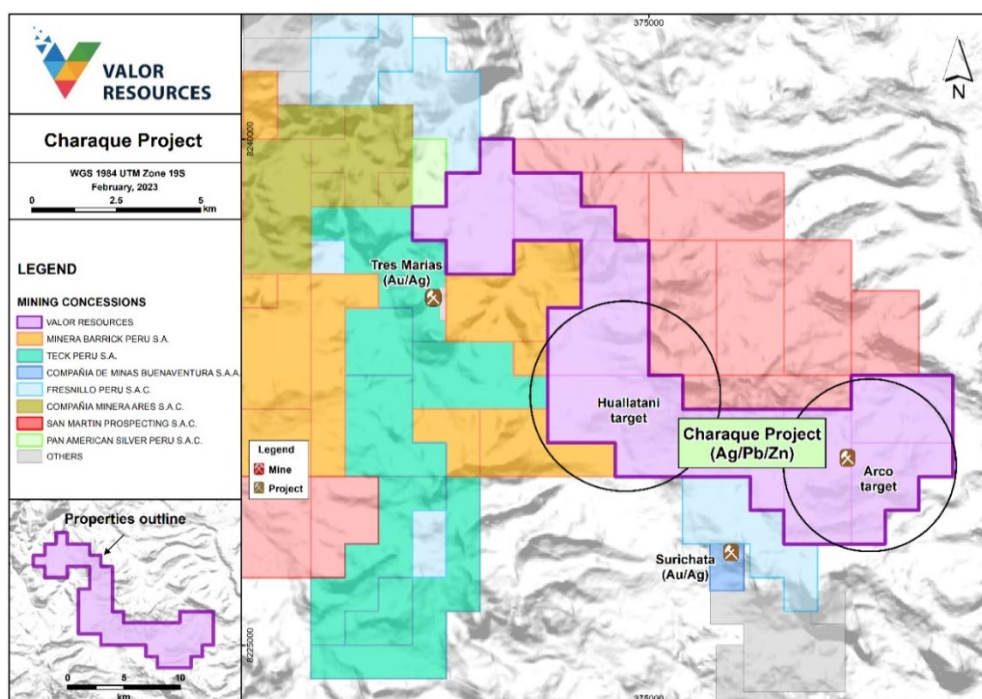 VALOR
RESOURCES
Charaque Project
WGS 1984 UTM Zone 19S
February, 2023
0 2.5 5
km
LEGEND
MINING CONCESSIONS
VALOR RESOURCES
MINERA BARRICK PERU S.A.
TECK PERU S.A.
COMPAÑIA DE MINAS BUENAVENTURA S.A.A.
FRESNILLO PERU S.A.C.
COMPAÑIA MINERA ARES S.A.C.
SAN MARTIN PROSPECTING S.A.C.
PAN AMERICAN SILVER PERU S.A.C.
OTHERS
Properties outline
0 5 10
km
375000
N
8240000
Tres Marias
(Au/Ag)
Huallatani
target
Charaque Project
(Ag/Pb/Zn)
Arco
target
Legend
Mine
Project
Surichata
(Au/Ag)
8225000
375000